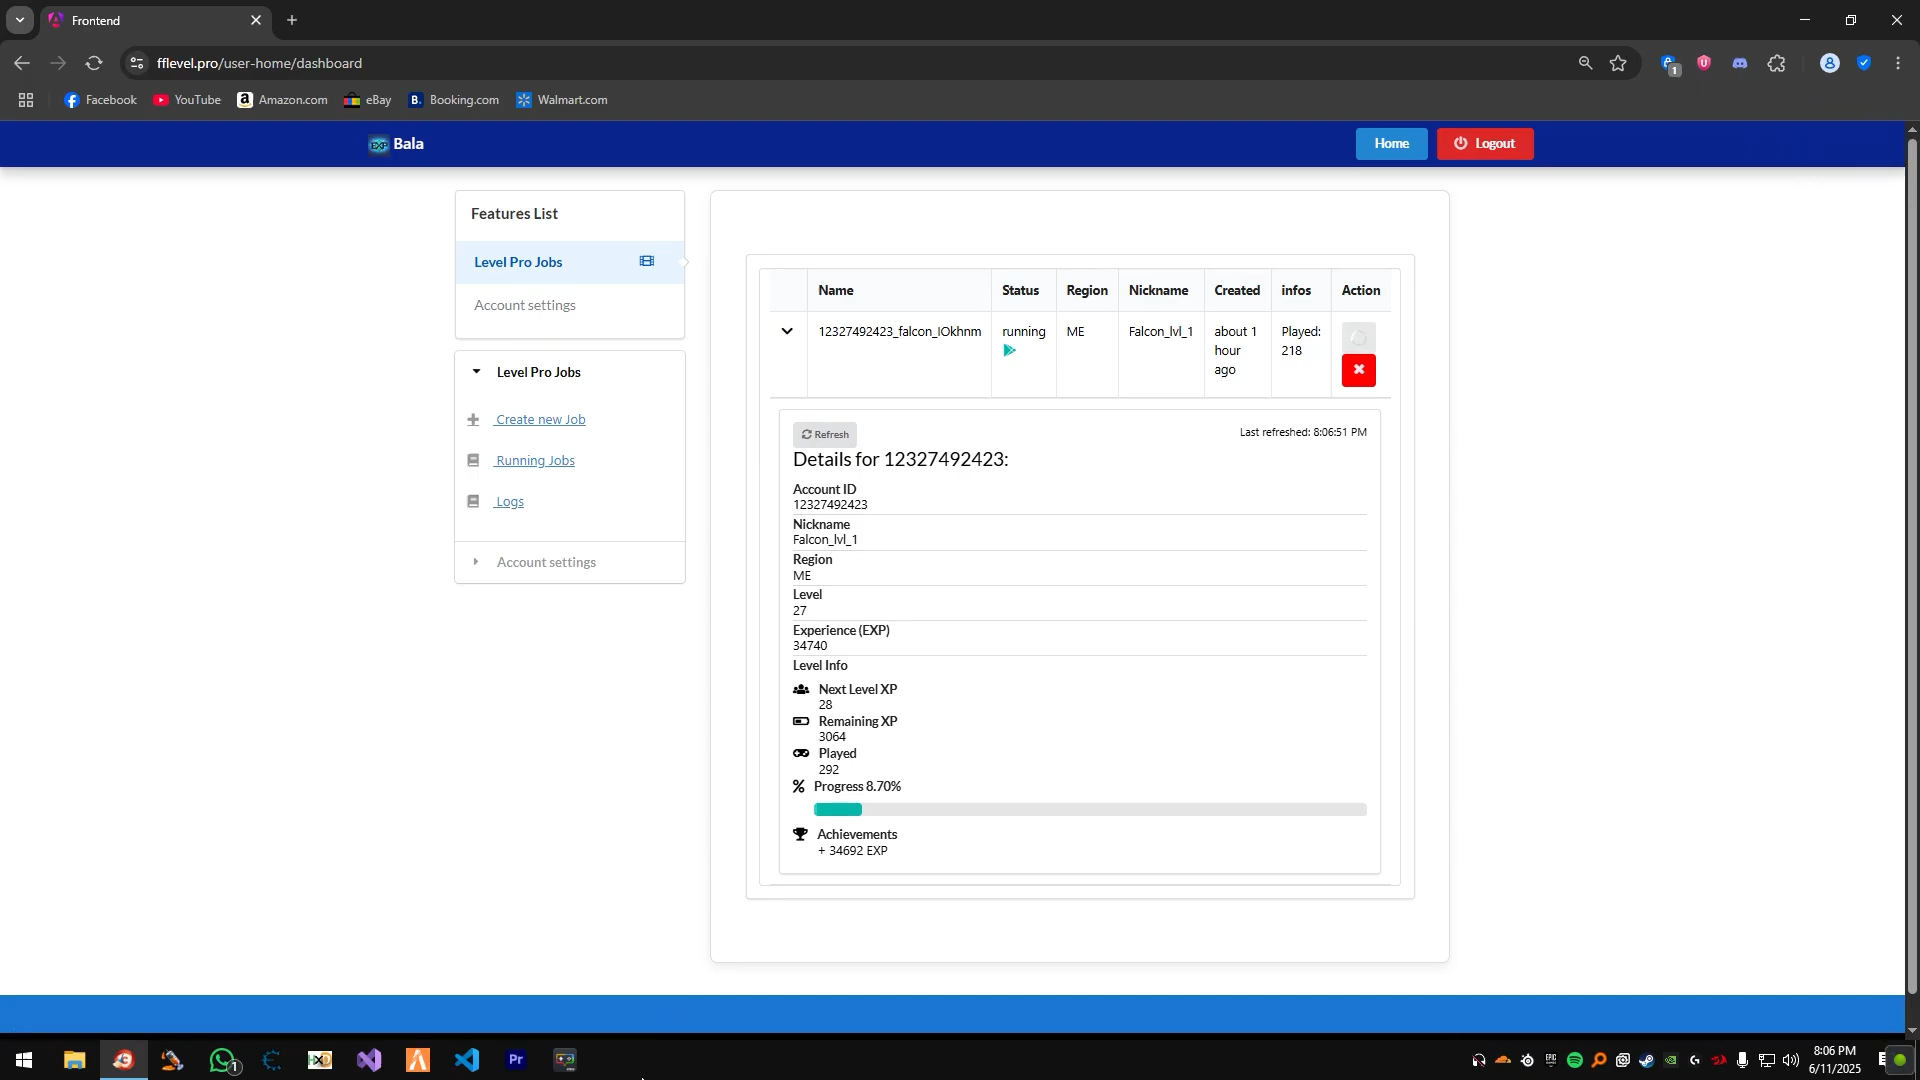 Frontend
fflevel.pro/user-home/dashboard
1
Facebook
YouTube
Amazon.com
eBay
Booking.com
Walmart.com
EXP Bala
Home
Logout
Features List
Level Pro Jobs
Account settings
Level Pro Jobs
Create new Job
Running Jobs
Logs
Account settings
Name Status Region Nickname Created infos Action
12327492423_falcon_IOkhnm running ME Falcon_lvl_1 about 1 Played:
hour 218
ago
Refresh
Last refreshed: 8:06:51 PM
Details for 12327492423:
Account ID
12327492423
Nickname
Falcon_lvl_1
Region
ME
Level
27
Experience (EXP)
34740
Level Info
Next Level XP
28
Remaining XP
3064
Played
292
% Progress 8.70%
Achievements
+ 34692 EXP
1
Pr
8:06 PM
6/11/2025